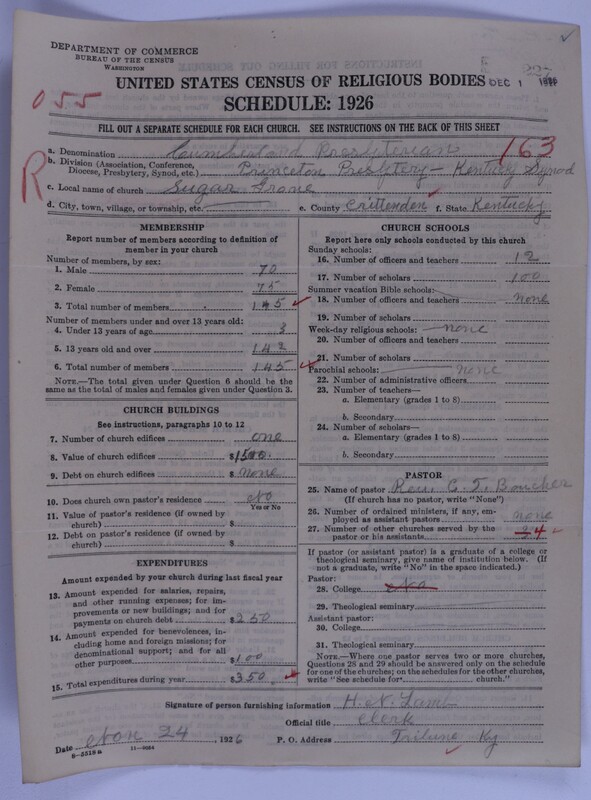 DEPARTMENT OF COMMERCE
BUREAU OF THE CENSUS
WASHINGTON
UNITED STATES CENSUS OF RELIGIOUS BODIES DEC 1 1926
055
SCHEDULE: 1926
FILL OUT A SEPARATE SCHEDULE FOR EACH CHURCH. SEE INSTRUCTIONS ON THE BACK OF THIS SHEET
a. Denomination Cumberland Presbyterian 163
R
b. Division (Association, Conference, Diocese, Presbytery, Synod, etc.) Princeton Presbytery - Kentucky Synod
c. Local name of church Sugar Grove
d. City, town, village, or township, etc. e. County Crittenden f. State Kentucky
MEMBERSHIP
Report number of members according to definition of member in your church
Number of members, by sex:
1. Male 70
2. Female 75
3. Total number of members 145
Number of members under and over 13 years old:
4. Under 13 years of age 3
5. 13 years old and over 142
6. Total number of members 145
NOTE.—The total given under Question 6 should be the same as the total of males and females given under Question 3.
CHURCH BUILDINGS
See instructions, paragraphs 10 to 12
7. Number of church edifices one
8. Value of church edifices $1500.
9. Debt on church edifices $None
10. Does church own pastor's residence No
Yes or No
11. Value of pastor's residence (if owned by church) $
12. Debt on pastor's residence (if owned by church) $
EXPENDITURES
Amount expended by your church during last fiscal year
13. Amount expended for salaries, repairs, and other running expenses; for improvements or new buildings; and for payments on church debt $250
14. Amount expended for benevolences, including home and foreign missions; for denominational support; and for all other purposes $100
15. Total expenditures during year $350
CHURCH SCHOOLS
Report here only schools conducted by this church
Sunday schools:
16. Number of officers and teachers 12
17. Number of scholars 100
Summer vacation Bible schools:
18. Number of officers and teachers None
19. Number of scholars
Week-day religious schools: none
20. Number of officers and teachers
21. Number of scholars
Parochial schools: none
22. Number of administrative officers
23. Number of teachers—
a. Elementary (grades 1 to 8)
b. Secondary
24. Number of scholars—
a. Elementary (grades 1 to 8)
b. Secondary
PASTOR
25. Name of pastor Rev. C. T. Boucher
(If church has no pastor, write "None")
26. Number of ordained ministers, if any, employed as assistant pastors none
27. Number of other churches served by the pastor or his assistants 3 4
If pastor (or assistant pastor) is a graduate of a college or theological seminary, give name of institution below. (If not a graduate, write "No" in the space indicated.)
Pastor:
28. College No
29. Theological seminary
Assistant pastor:
30. College
31. Theological seminary
NOTE.—Where one pastor serves two or more churches, Questions 28 and 29 should be answered only on the schedule for one of the churches; on the schedules for the other churches, write "See schedule for church."
Signature of person furnishing information H. N. Lamb
Official title Clerk
Date Nov 24, 1926 P. O. Address Tribune Ky
8-5518a 11-9084